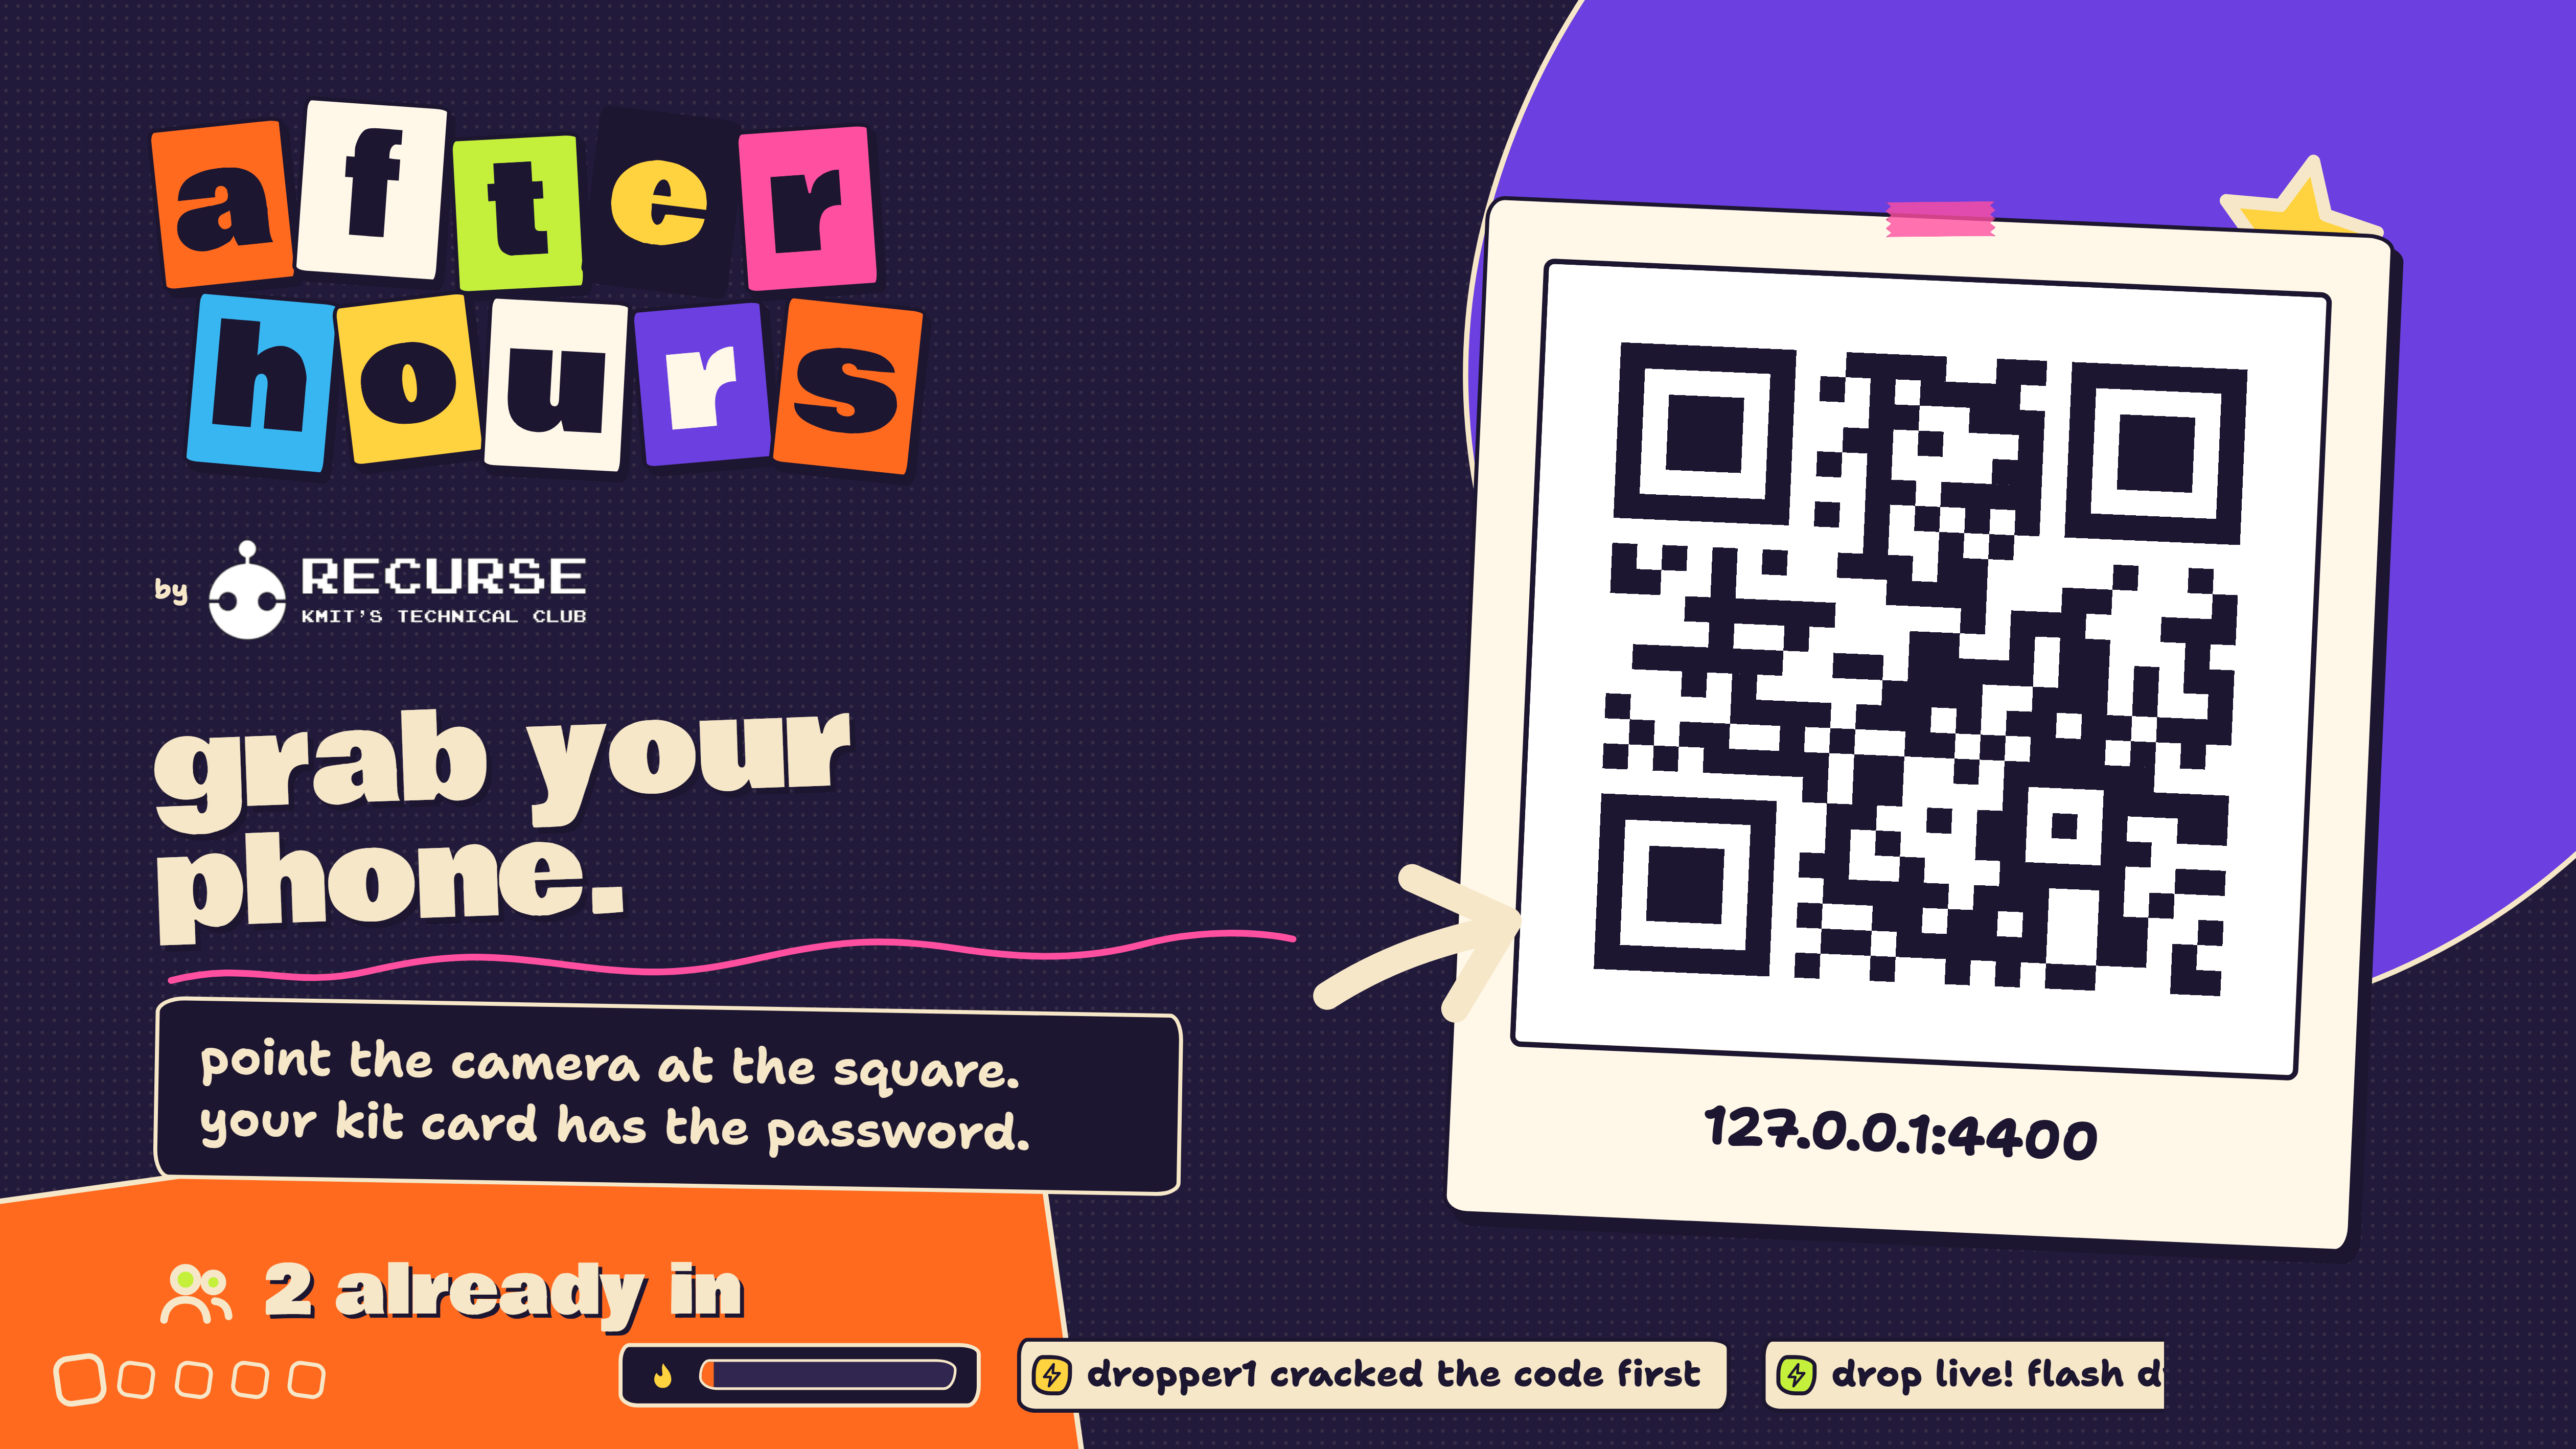 after
hours
by
RECURSE
KMIT'S TECHNICAL CLUB
grab your
phone.
point the camera at the square.
your kit card has the password.
127.0.0.1:4400
2 already in
dropper1 cracked the code first
drop live! flash